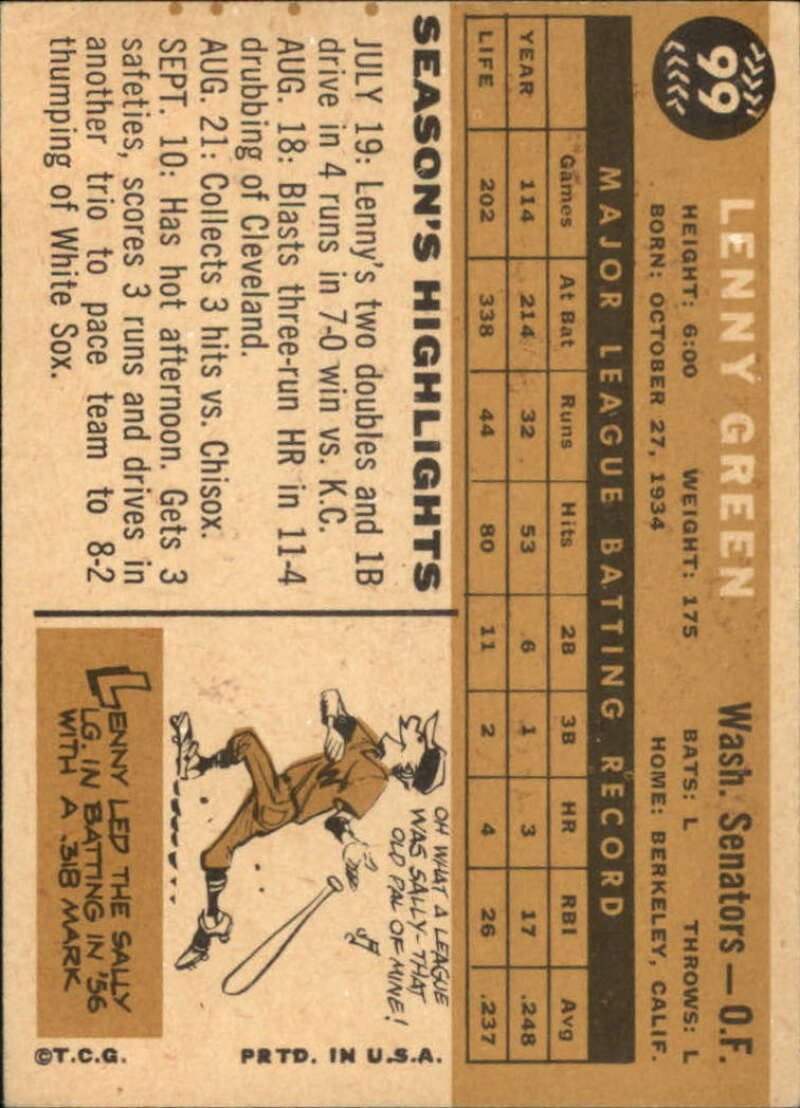 99
LENNY GREEN Wash. Senators — O.F.
HEIGHT: 6:00 WEIGHT: 175 BATS: L THROWS: L
BORN: OCTOBER 27, 1934 HOME: BERKELEY, CALIF.
MAJOR LEAGUE BATTING RECORD
Games At Bat Runs Hits 2B 3B HR RBI Avg
YEAR 114 214 32 53 6 1 3 17 .248
LIFE 202 338 44 80 11 2 4 26 .237
SEASON'S HIGHLIGHTS
JULY 19: Lenny's two doubles and 1B
drive in 4 runs in 7-0 win vs. K.C.
AUG. 18: Blasts three-run HR in 11-4
drubbing of Cleveland.
AUG. 21: Collects 3 hits vs. Chisox.
SEPT. 10: Has hot afternoon. Gets 3
safeties, scores 3 runs and drives in
another trio to pace team to 8-2
thumping of White Sox.
OH WHAT A LEAGUE
WAS SALLY-THAT
OLD PAL OF MINE!
W
LENNY LED THE SALLY
LG. IN BATTING IN '56
WITH A .318 MARK
©T.C.G. PRTD. IN U.S.A.